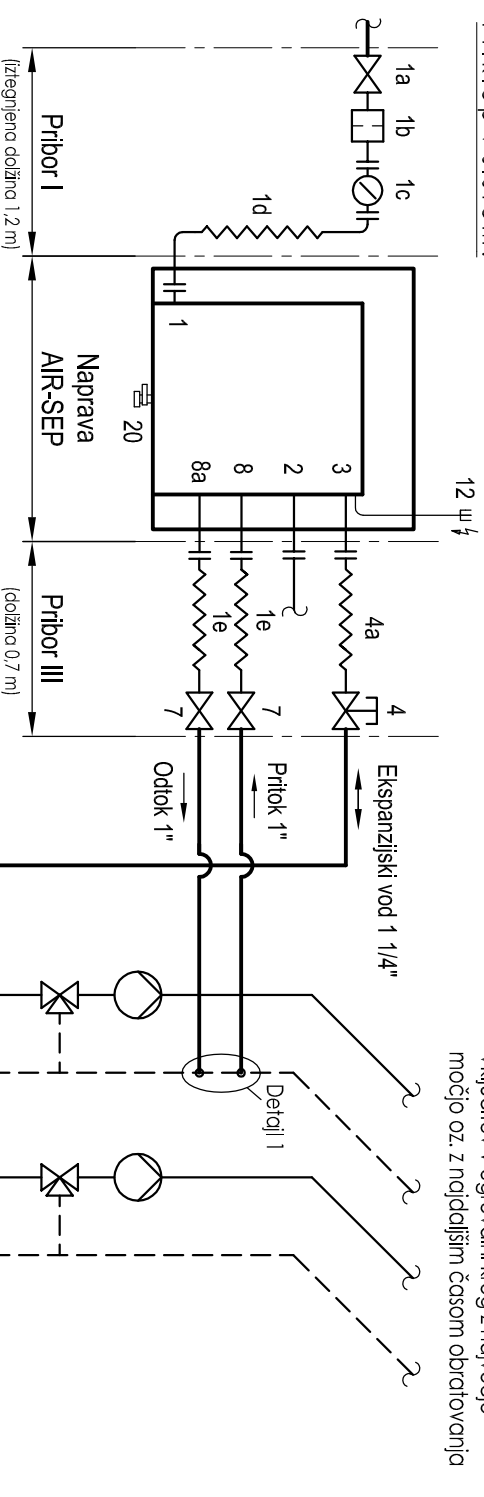 močjo oz. z najdaljšim časom obratovanja
12
1a
1b
1c
4
Ekspanzijski vod 1 1/4"
4a
3
2
1d
1e
7
Pritok 1"
Detajl 1
8
1e
8a
1
7
Odtok 1"
20
Naprava
AIR-SEP
Pribor I
(iztegnjena dolžina 1,2 m)
Pribor III
(dolžina 0,7 m)